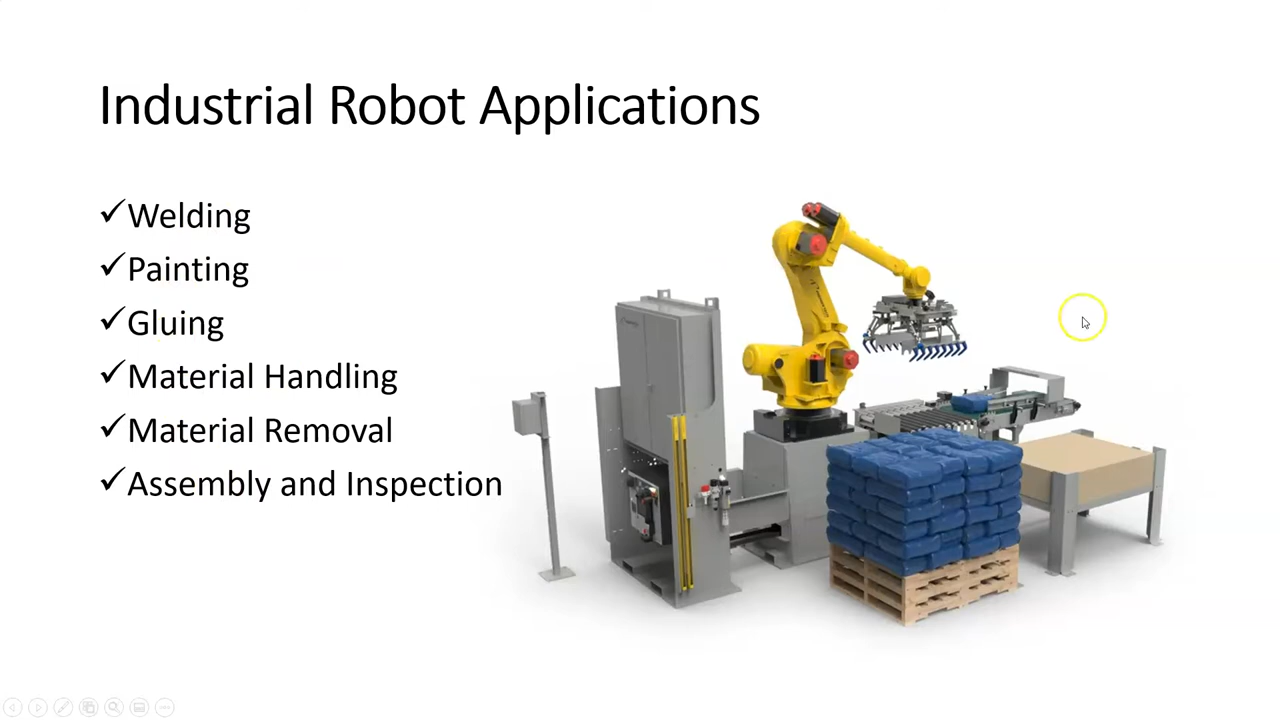 Industrial Robot Applications
✓Welding
✓Painting
✓Gluing
✓Material Handling
✓Material Removal
✓Assembly and Inspection